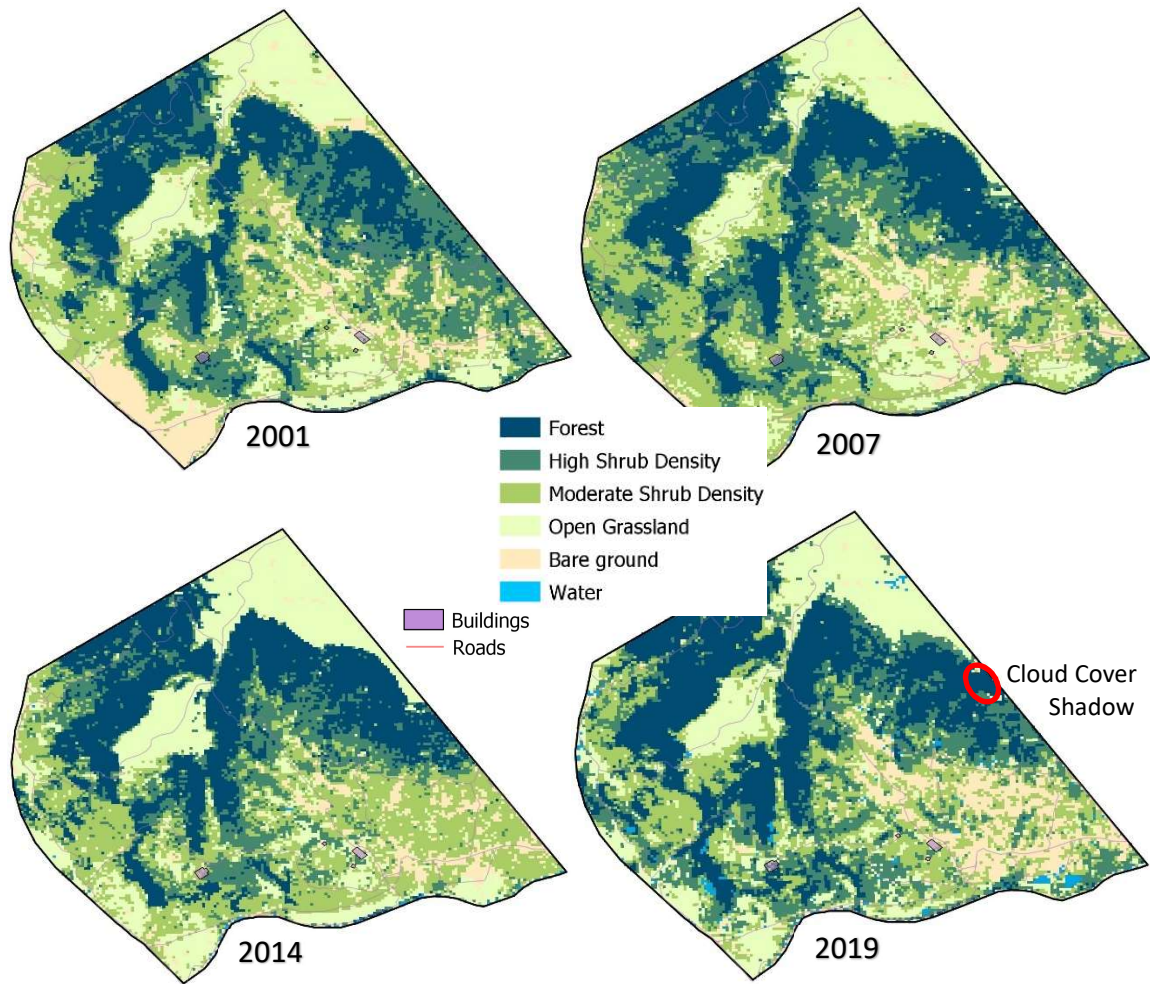 2001
2007
Forest
High Shrub Density
Moderate Shrub Density
Open Grassland
Bare ground
Water
Buildings
Roads
Cloud Cover
Shadow
2014
2019